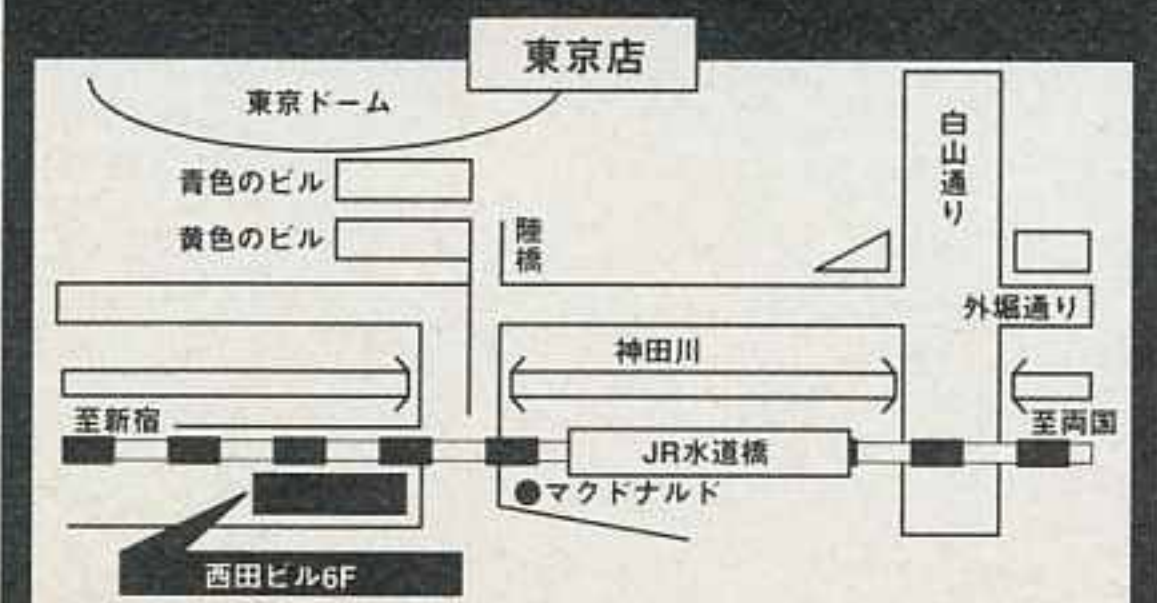 東京店
東京ドーム
白山通り
青色のビル
黄色のビル
陸橋
外堀通り
神田川
至新宿
至両国
JR水道橋
●マクドナルド
西田ビル6F